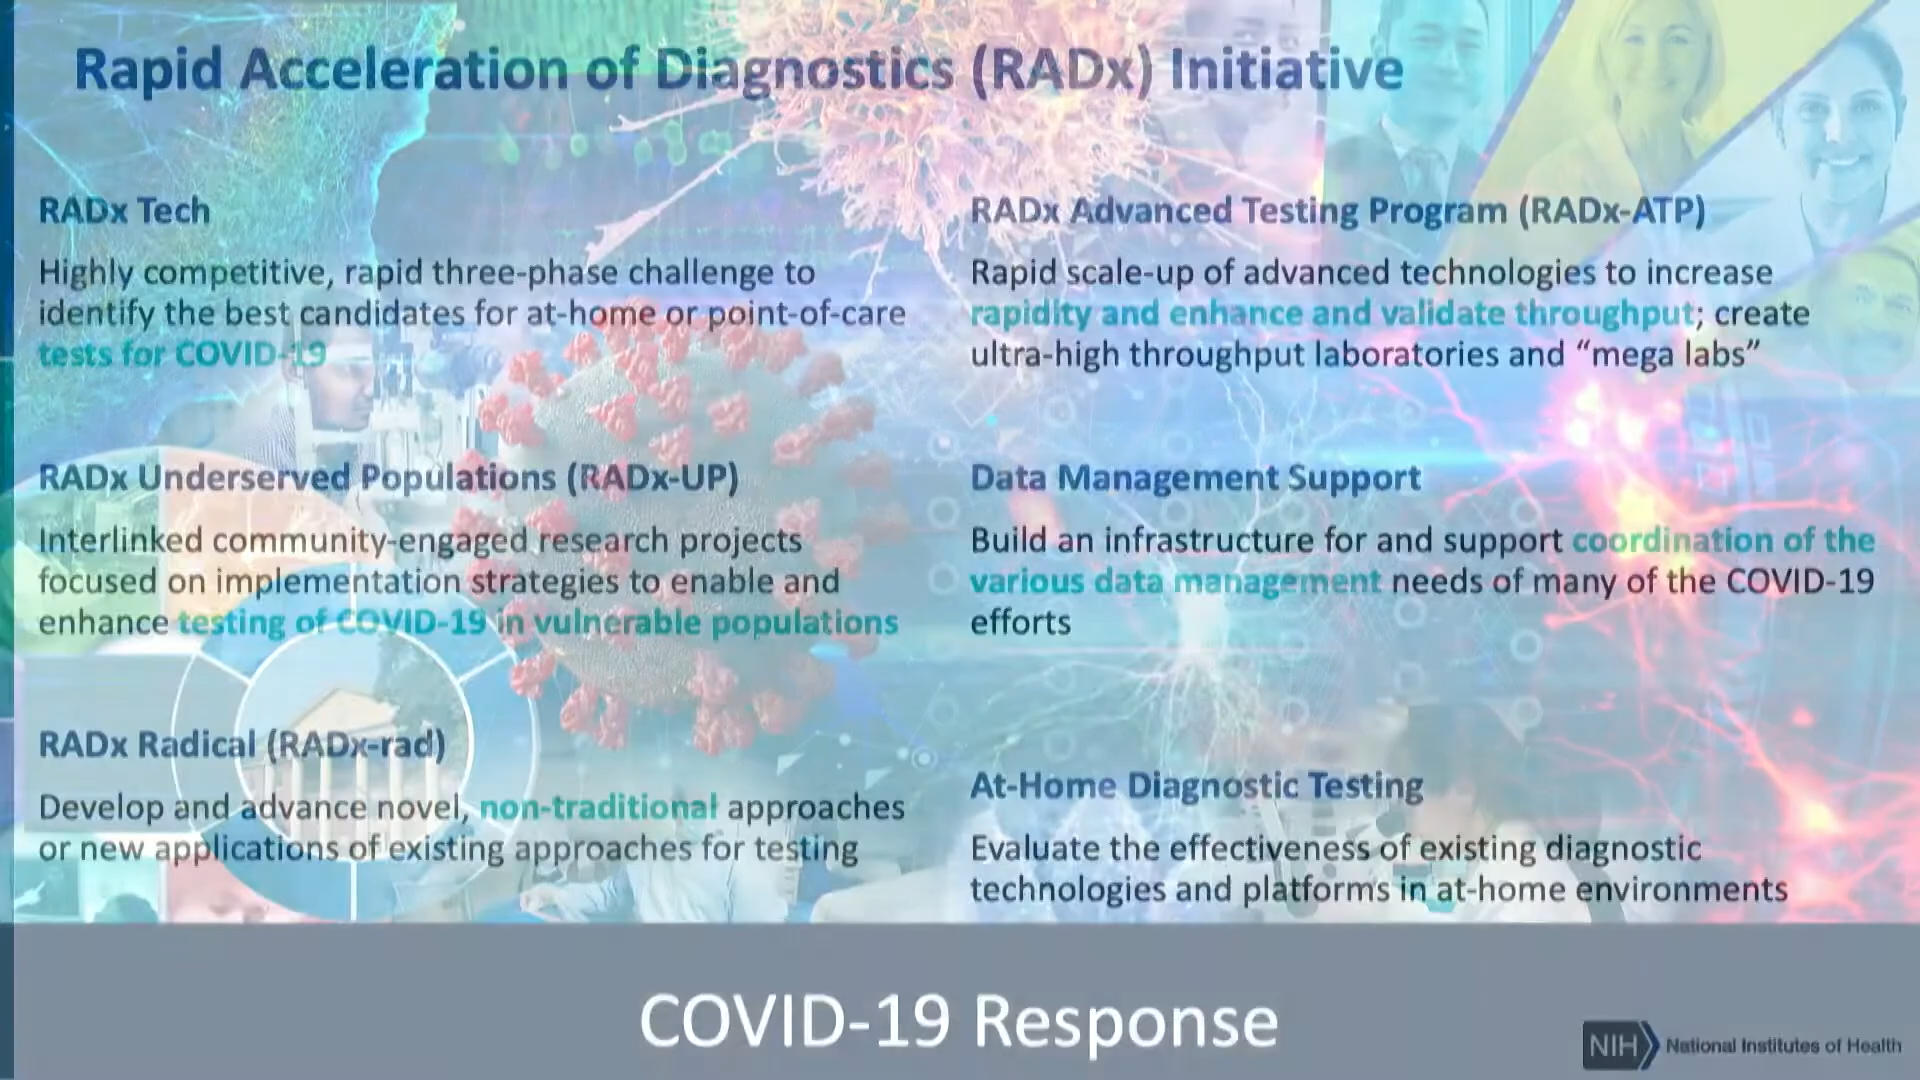 Rapid Acceleration of Diagnostics (RADx) Initiative
RADx Tech
Highly competitive, rapid three-phase challenge to
identify the best candidates for at-home or point-of-care
tests for COVID-19
RADx Underserved Populations (RADx-UP)
Interlinked community-engaged research projects
focused on implementation strategies to enable and
enhance testing of COVID-19 in vulnerable populations
RADx Radical (RADx-rad)
Develop and advance novel, non-traditional approaches
or new applications of existing approaches for testing
RADx Advanced Testing Program (RADx-ATP)
Rapid scale-up of advanced technologies to increase
rapidity and enhance and validate throughput; create
ultra-high throughput laboratories and “mega labs”
Data Management Support
Build an infrastructure for and support coordination of the
various data management needs of many of the COVID-19
efforts
At-Home Diagnostic Testing
Evaluate the effectiveness of existing diagnostic
technologies and platforms in at-home environments
COVID-19 Response
NIH National Institutes of Health